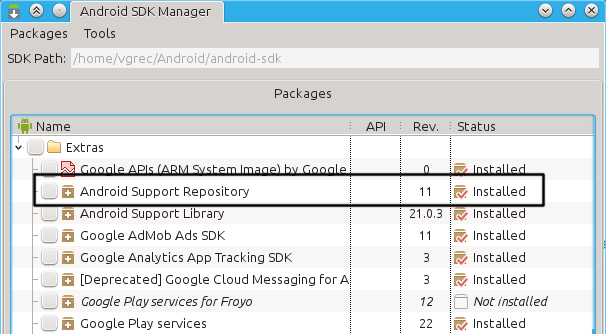 Android SDK Manager
Packages Tools
SDK Path: /home/vgrec/Android/android-sdk
Packages
Name API Rev. Status
Extras
Google APIs (ARM System Image) by Google 0 Installed
Android Support Repository 11 Installed
Android Support Library 21.0.3 Installed
Google AdMob Ads SDK 11 Installed
Google Analytics App Tracking SDK 3 Installed
[Deprecated] Google Cloud Messaging for A 3 Installed
Google Play services for Froyo 12 Not installed
Google Play services 22 Installed